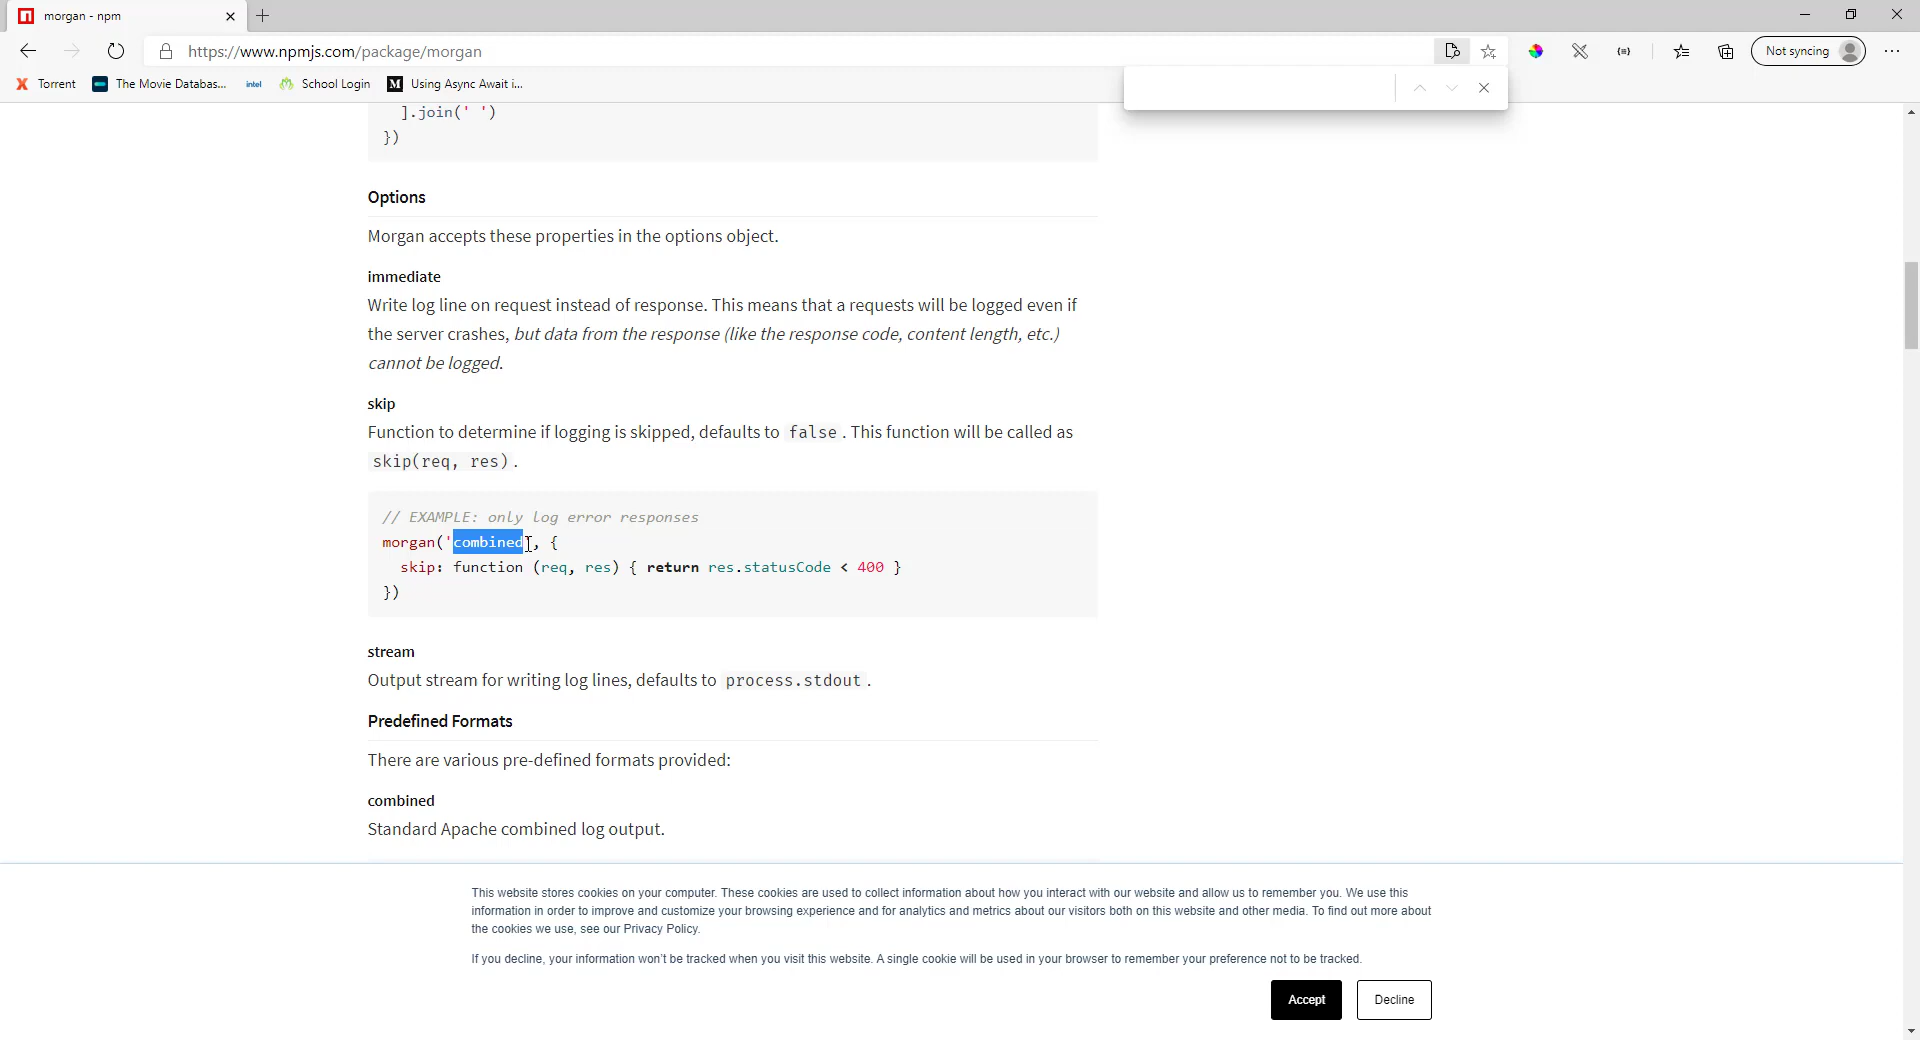 morgan - npm
https://www.npmjs.com/package/morgan
Not syncing
Torrent
The Movie Databas...
intel
School Login
Using Async Await i...
].join(' ')
})
Options
Morgan accepts these properties in the options object.
immediate
Write log line on request instead of response. This means that a requests will be logged even if
the server crashes, but data from the response (like the response code, content length, etc.)
cannot be logged.
skip
Function to determine if logging is skipped, defaults to false . This function will be called as
skip(req, res) .
// EXAMPLE: only log error responses
morgan('combined', {
skip: function (req, res) { return res.statusCode < 400 }
})
stream
Output stream for writing log lines, defaults to process.stdout .
Predefined Formats
There are various pre-defined formats provided:
combined
Standard Apache combined log output.
This website stores cookies on your computer. These cookies are used to collect information about how you interact with our website and allow us to remember you. We use this
information in order to improve and customize your browsing experience and for analytics and metrics about our visitors both on this website and other media. To find out more about
the cookies we use, see our Privacy Policy.
If you decline, your information won't be tracked when you visit this website. A single cookie will be used in your browser to remember your preference not to be tracked.
Accept
Decline